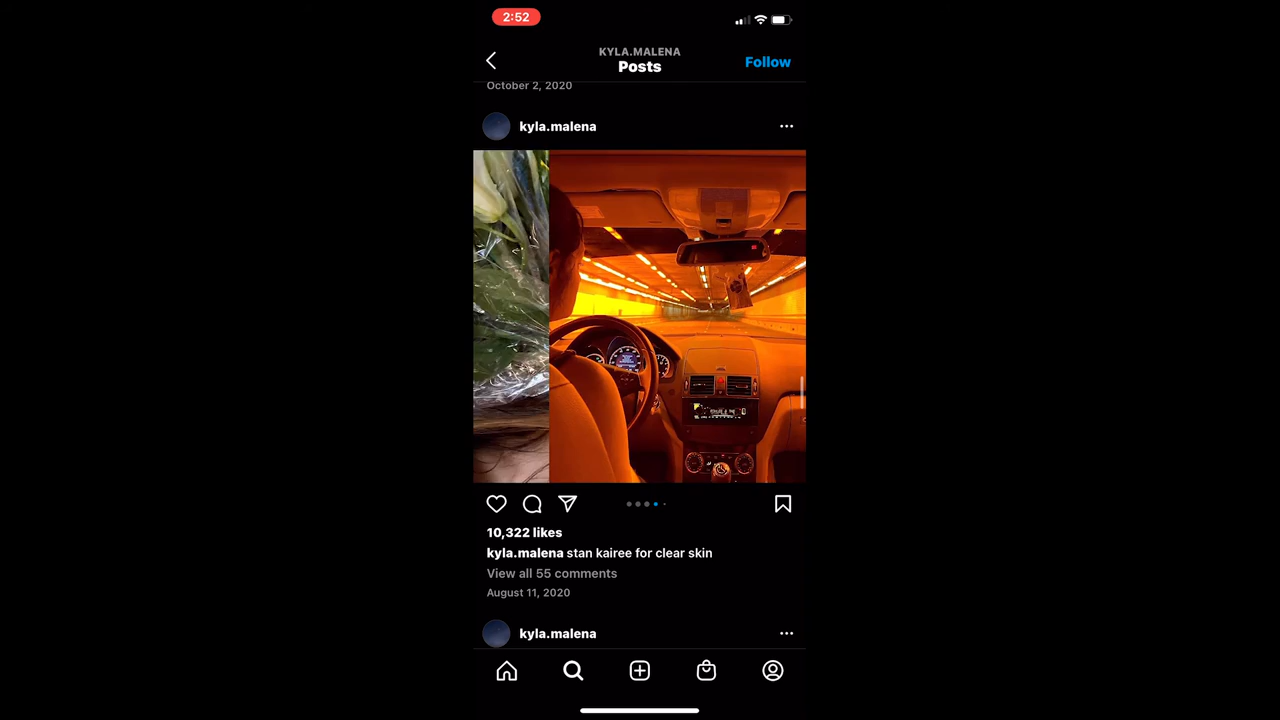 2:52
KYLA.MALENA
Posts
Follow
October 2, 2020
kyla.malena
10,322 likes
kyla.malena stan kairee for clear skin
View all 55 comments
August 11, 2020
kyla.malena